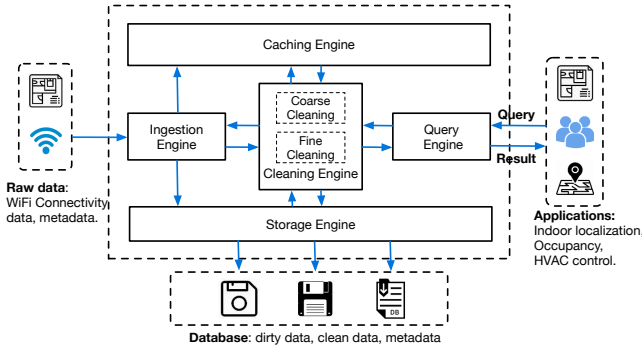 Caching Engine
Coarse
Cleaning
Fine
Cleaning
Cleaning Engine
Ingestion
Engine
Query
Engine
Query
Result
Storage Engine
Raw data:
WiFi Connectivity
data, metadata.
Applications:
Indoor localization,
Occupancy,
HVAC control.
DB
Database: dirty data, clean data, metadata